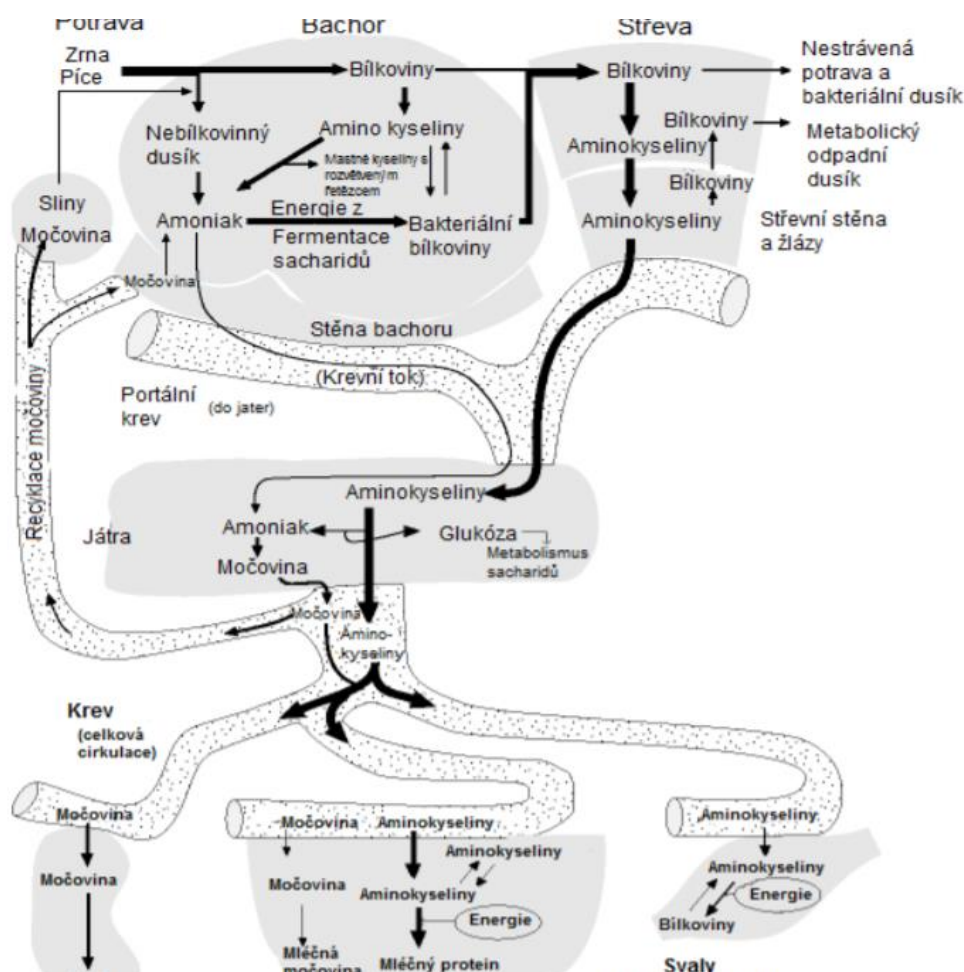 Potrava
Bachor
Střeva
Zrna
Píce
Bílkoviny
Bílkoviny
Nestrávená
potrava a
bakteriální dusík
Nebílkovinný
dusík
Amino kyseliny
Mastné kyseliny s
rozvětveným
řetězcem
Aminokyseliny
Bílkoviny
Metabolický
odpadní
dusík
Bílkoviny
Sliny
Močovina
Amoniak
Energie z
Fermentace
sacharidů
Bakteriální
bílkoviny
Aminokyseliny
Střevní stěna
a žlázy
Močovina
Stěna bachoru
(Krevní tok)
Portální
krev
(do jater)
Recyklace močoviny
Játra
Aminokyseliny
Amoniak
Glukóza
Metabolismus
sacharidů
Močovina
Močovina
Amino-
kyseliny
Krev
(celková
cirkulace)
Močovina
Močovina
Aminokyseliny
Aminokyseliny
Močovina
Močovina
Aminokyseliny
Aminokyseliny
Energie
Mléčná
močovina
Mléčný protein
Aminokyseliny
Energie
Bílkoviny
Svaly